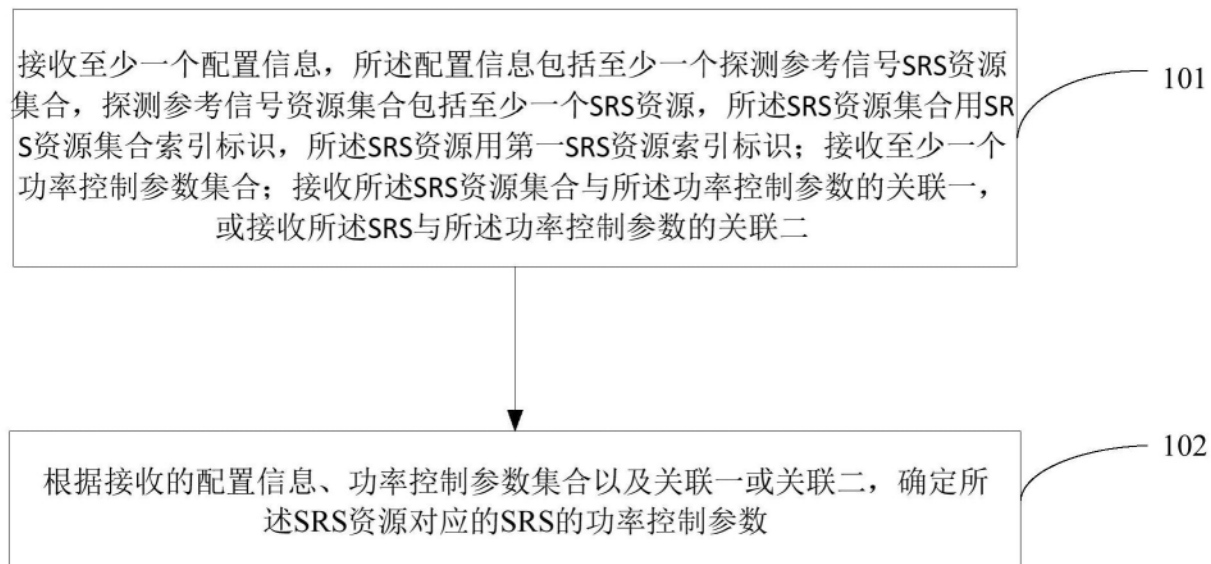 接收至少一个配置信息，所述配置信息包括至少一个探测参考信号SRS资源
集合，探测参考信号资源集合包括至少一个SRS资源，所述SRS资源集合用SR
S资源集合索引标识，所述SRS资源用第一SRS资源索引标识；接收至少一个
功率控制参数集合；接收所述SRS资源集合与所述功率控制参数的关联一，
或接收所述SRS与所述功率控制参数的关联二
101
根据接收的配置信息、功率控制参数集合以及关联一或关联二，确定所
述SRS资源对应的SRS的功率控制参数
102